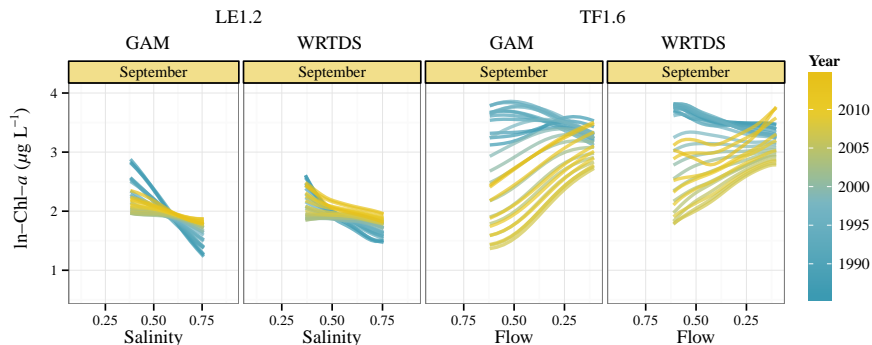 LE1.2 TF1.6
GAM WRTDS GAM WRTDS
September September September September
ln−Chl−a (μg L⁻¹)
4
3
2
1
0.25 0.50 0.75 0.25 0.50 0.75 0.75 0.50 0.25 0.75 0.50 0.25
Salinity Salinity Flow Flow
Year
2010
2005
2000
1995
1990